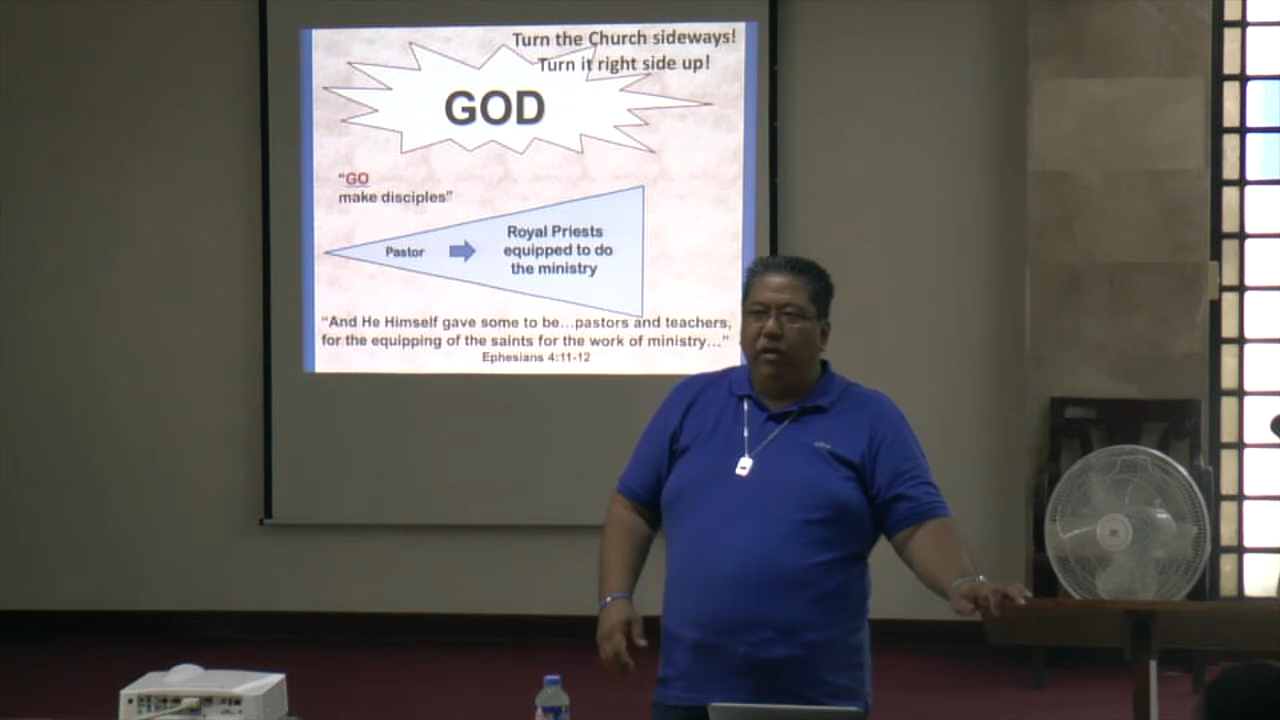 Turn the Church sideways!
Turn it right side up!
GOD
"GO
make disciples"
Pastor
Royal Priests
equipped to do
the ministry
"And He Himself gave some to be...pastors and teachers,
for the equipping of the saints for the work of ministry..."
Ephesians 4:11-12